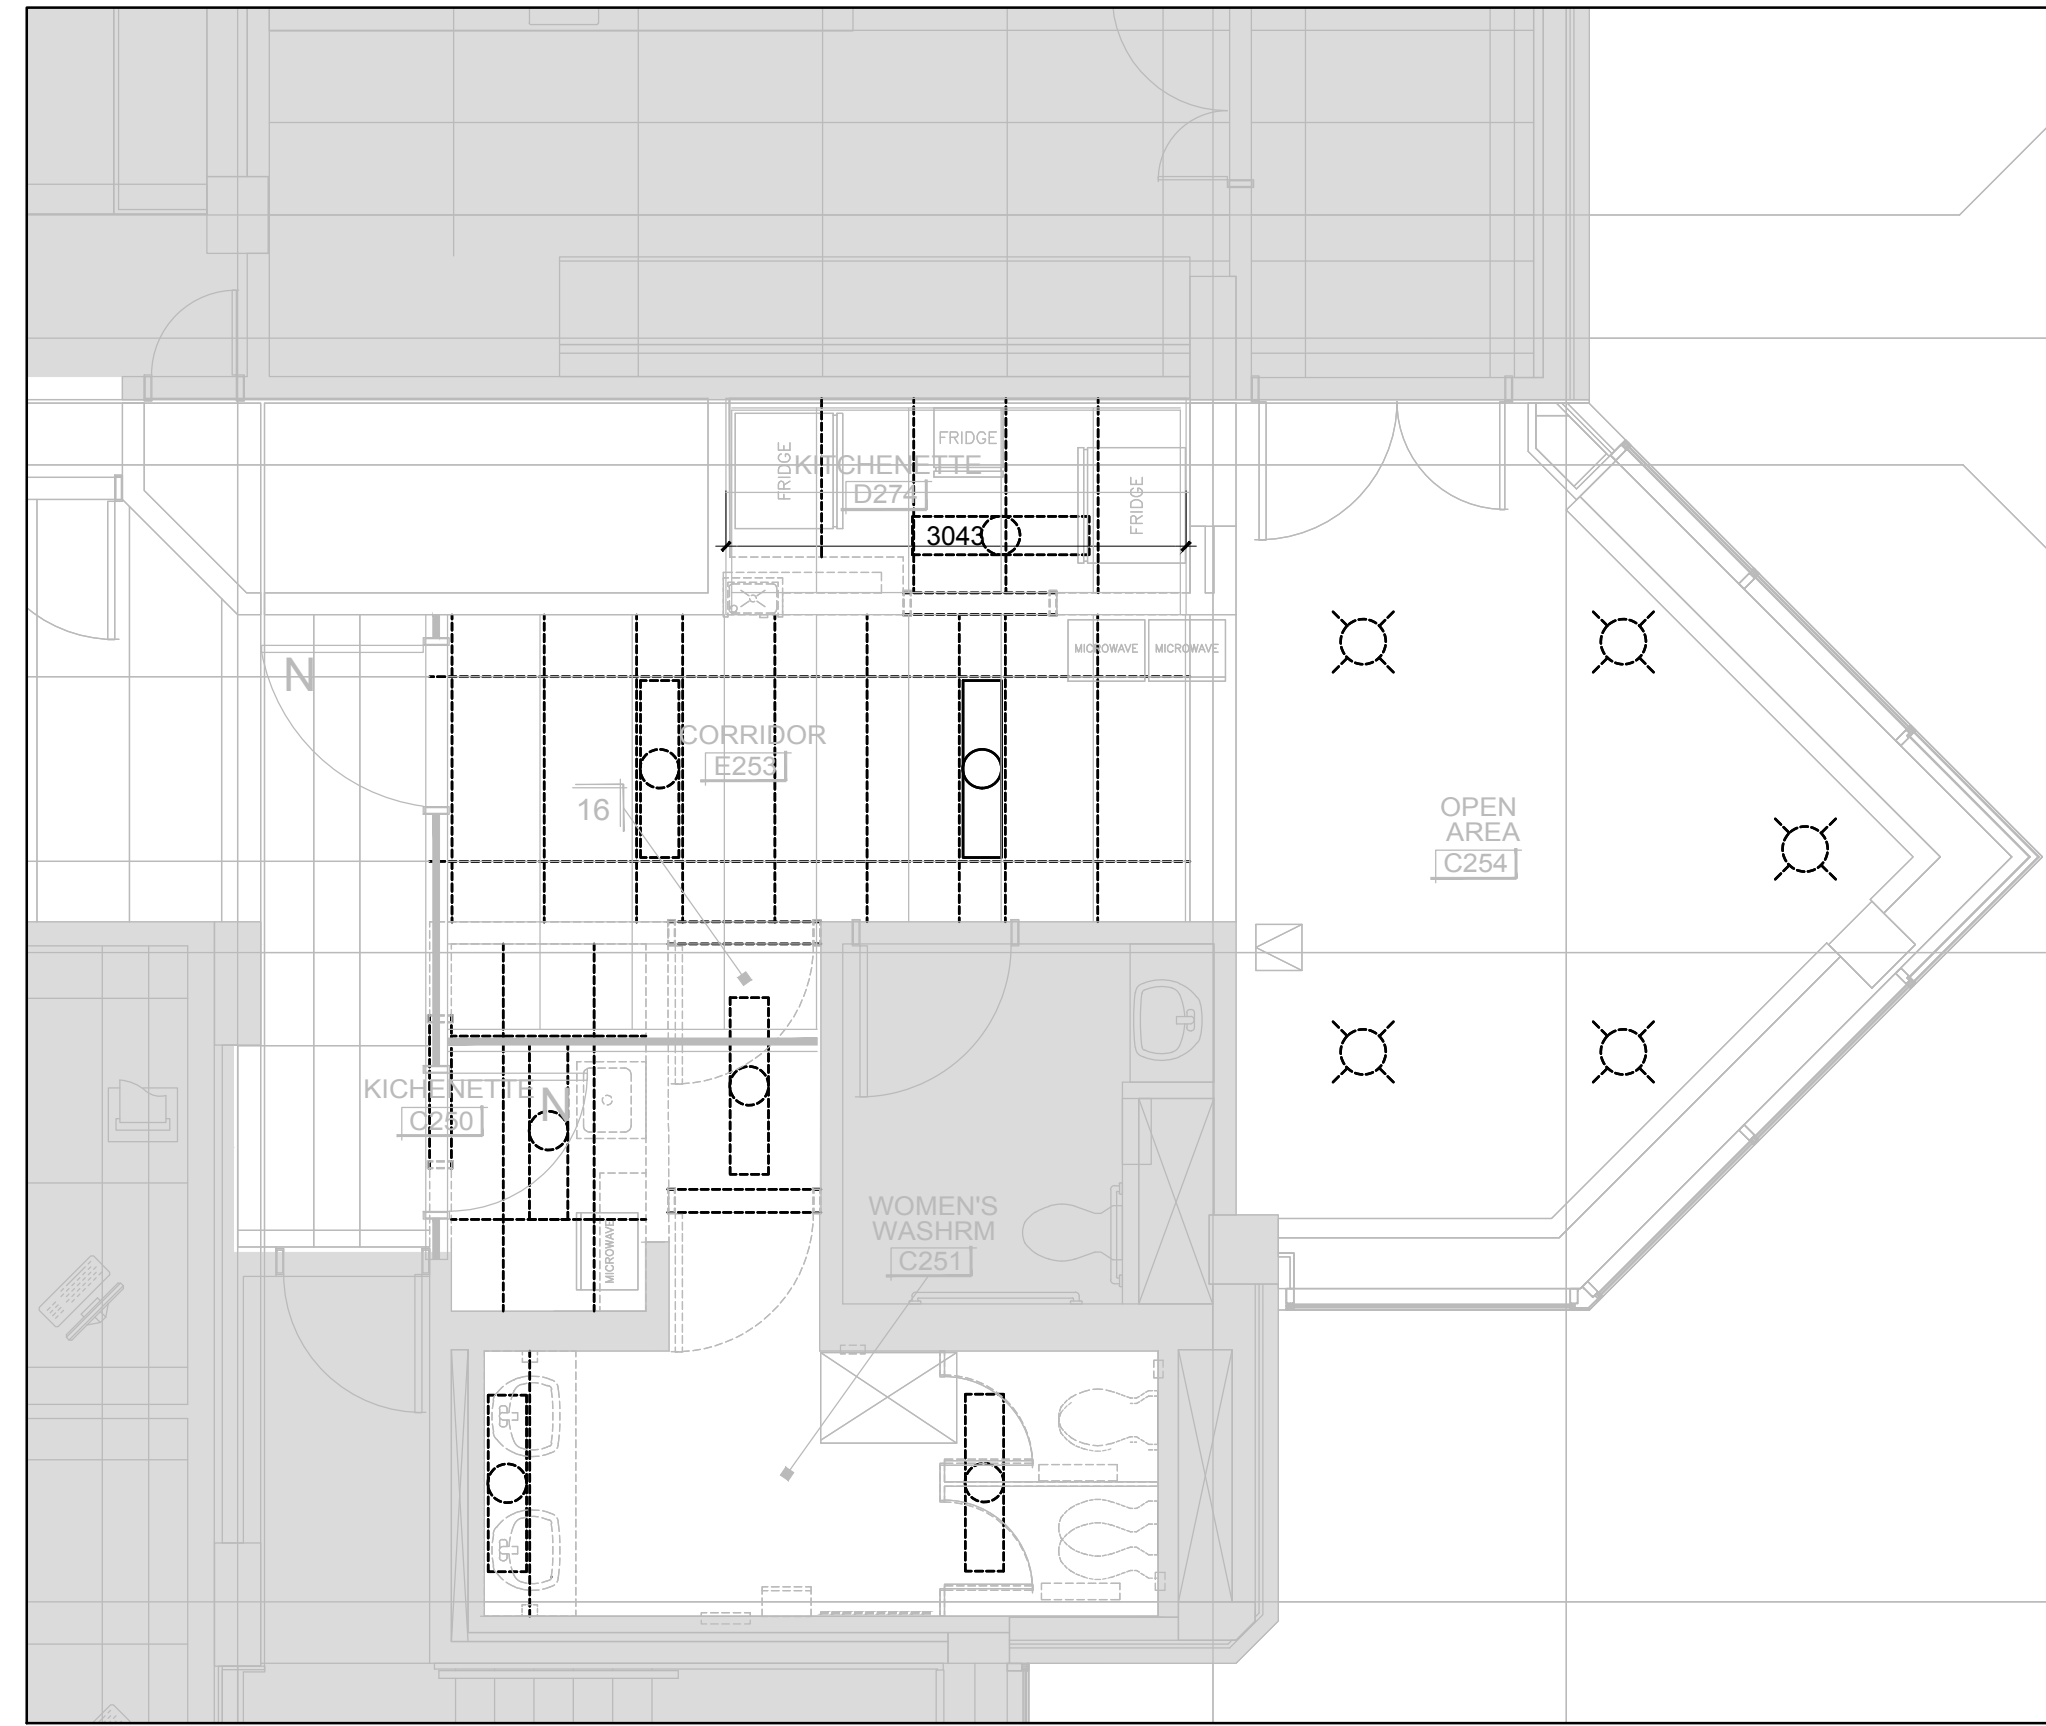 FRIDGE
FRIDGE
FRIDGE
KITCHENETTE
D274
3043
MICROWAVE
MICROWAVE
N
CORRIDOR
E253
16
OPEN
AREA
C254
KICHENETTE
C250
N
WOMEN'S
WASHRM
C251
MICROWAVE